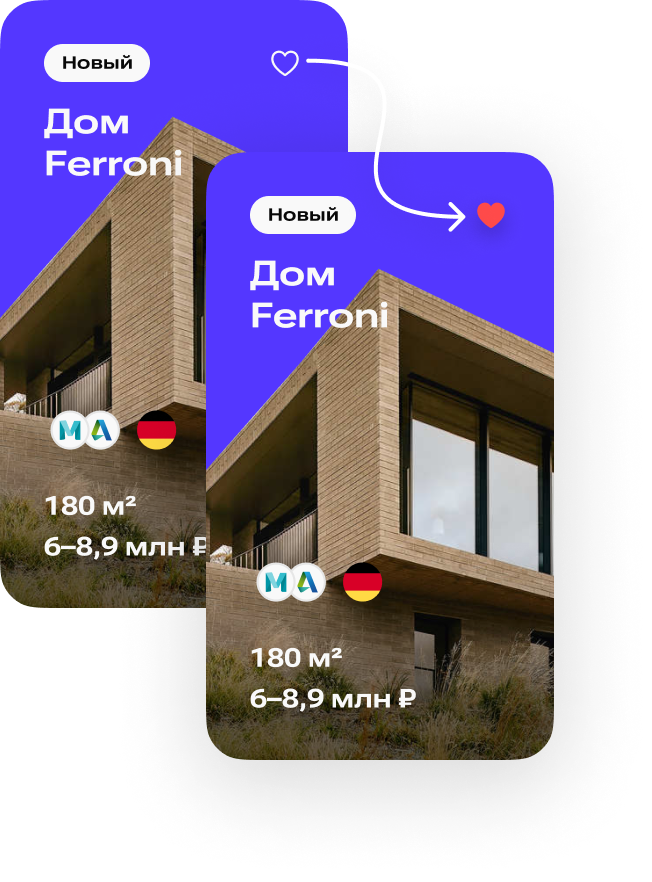 Новый
Дом
Ferroni
180 м²
6–8,9 млн ₽
Новый
Дом
Ferroni
180 м²
6–8,9 млн ₽